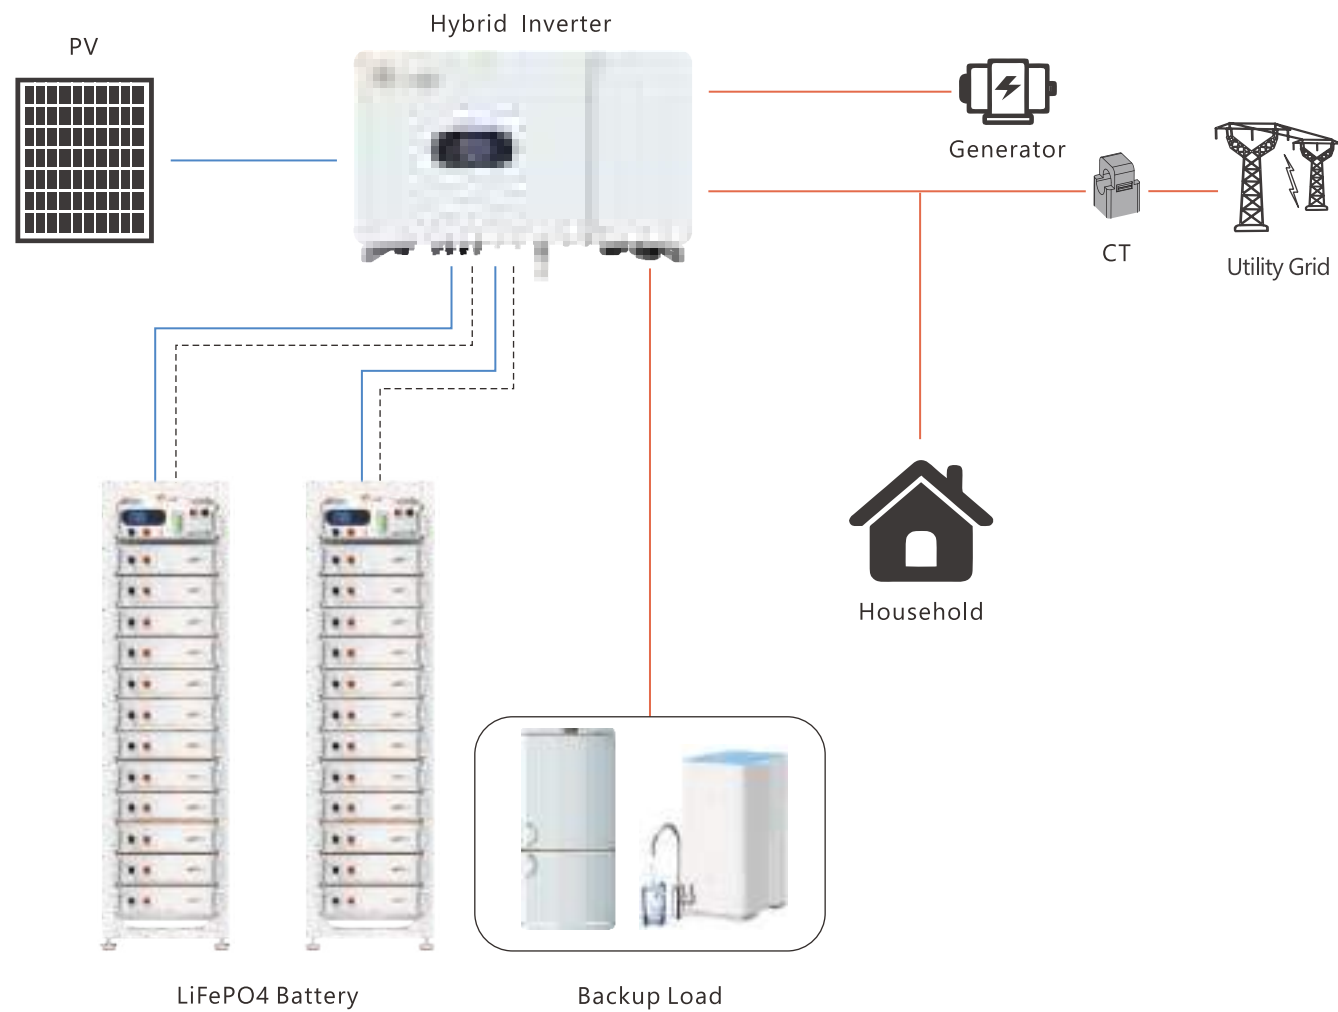 Hybrid Inverter
PV
Generator
CT
Utility Grid
Household
LiFePO4 Battery
Backup Load